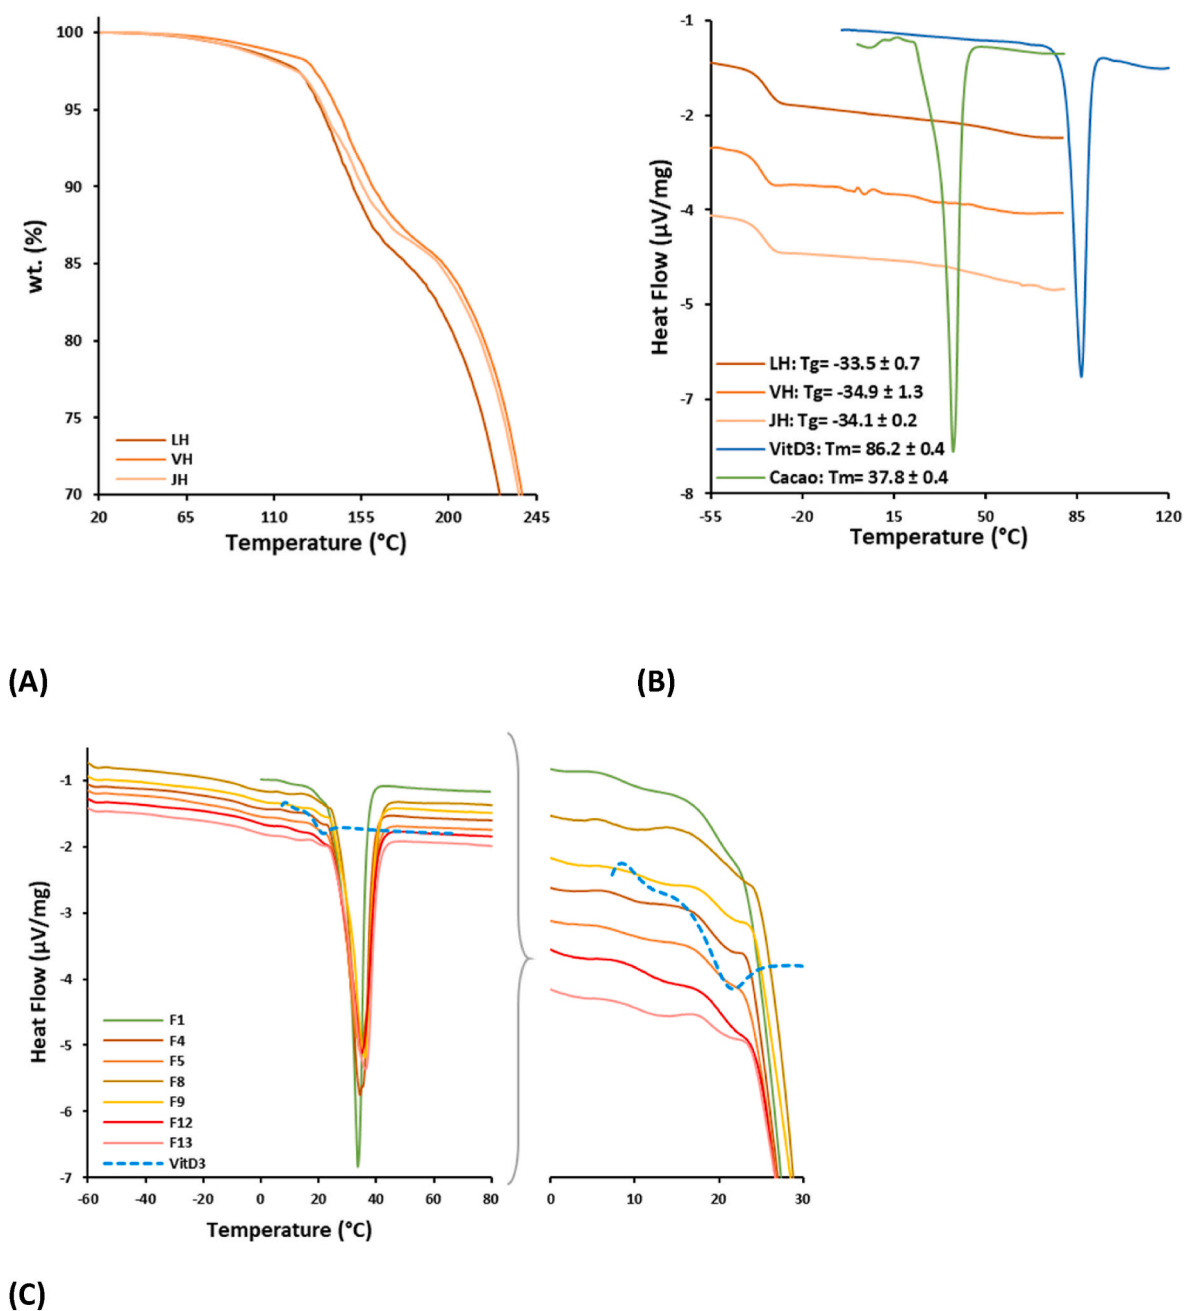 100
95
90
85
80
75
70
wt. (%)
LH
VH
JH
20 65 110 155 200 245
Temperature (°C)
(A)
-1
-2
-4
-5
-7
-8
Heat Flow (µV/mg)
LH: Tg= -33.5 ± 0.7
VH: Tg= -34.9 ± 1.3
JH: Tg= -34.1 ± 0.2
VitD3: Tm= 86.2 ± 0.4
Cacao: Tm= 37.8 ± 0.4
-55 -20 15 50 85 120
Temperature (°C)
(B)
-1
-2
-3
-4
-5
-6
-7
Heat Flow (µV/mg)
F1
F4
F5
F8
F9
F12
F13
VitD3
-60 -40 -20 0 20 40 60 80
Temperature (°C)
0 10 20 30
(C)